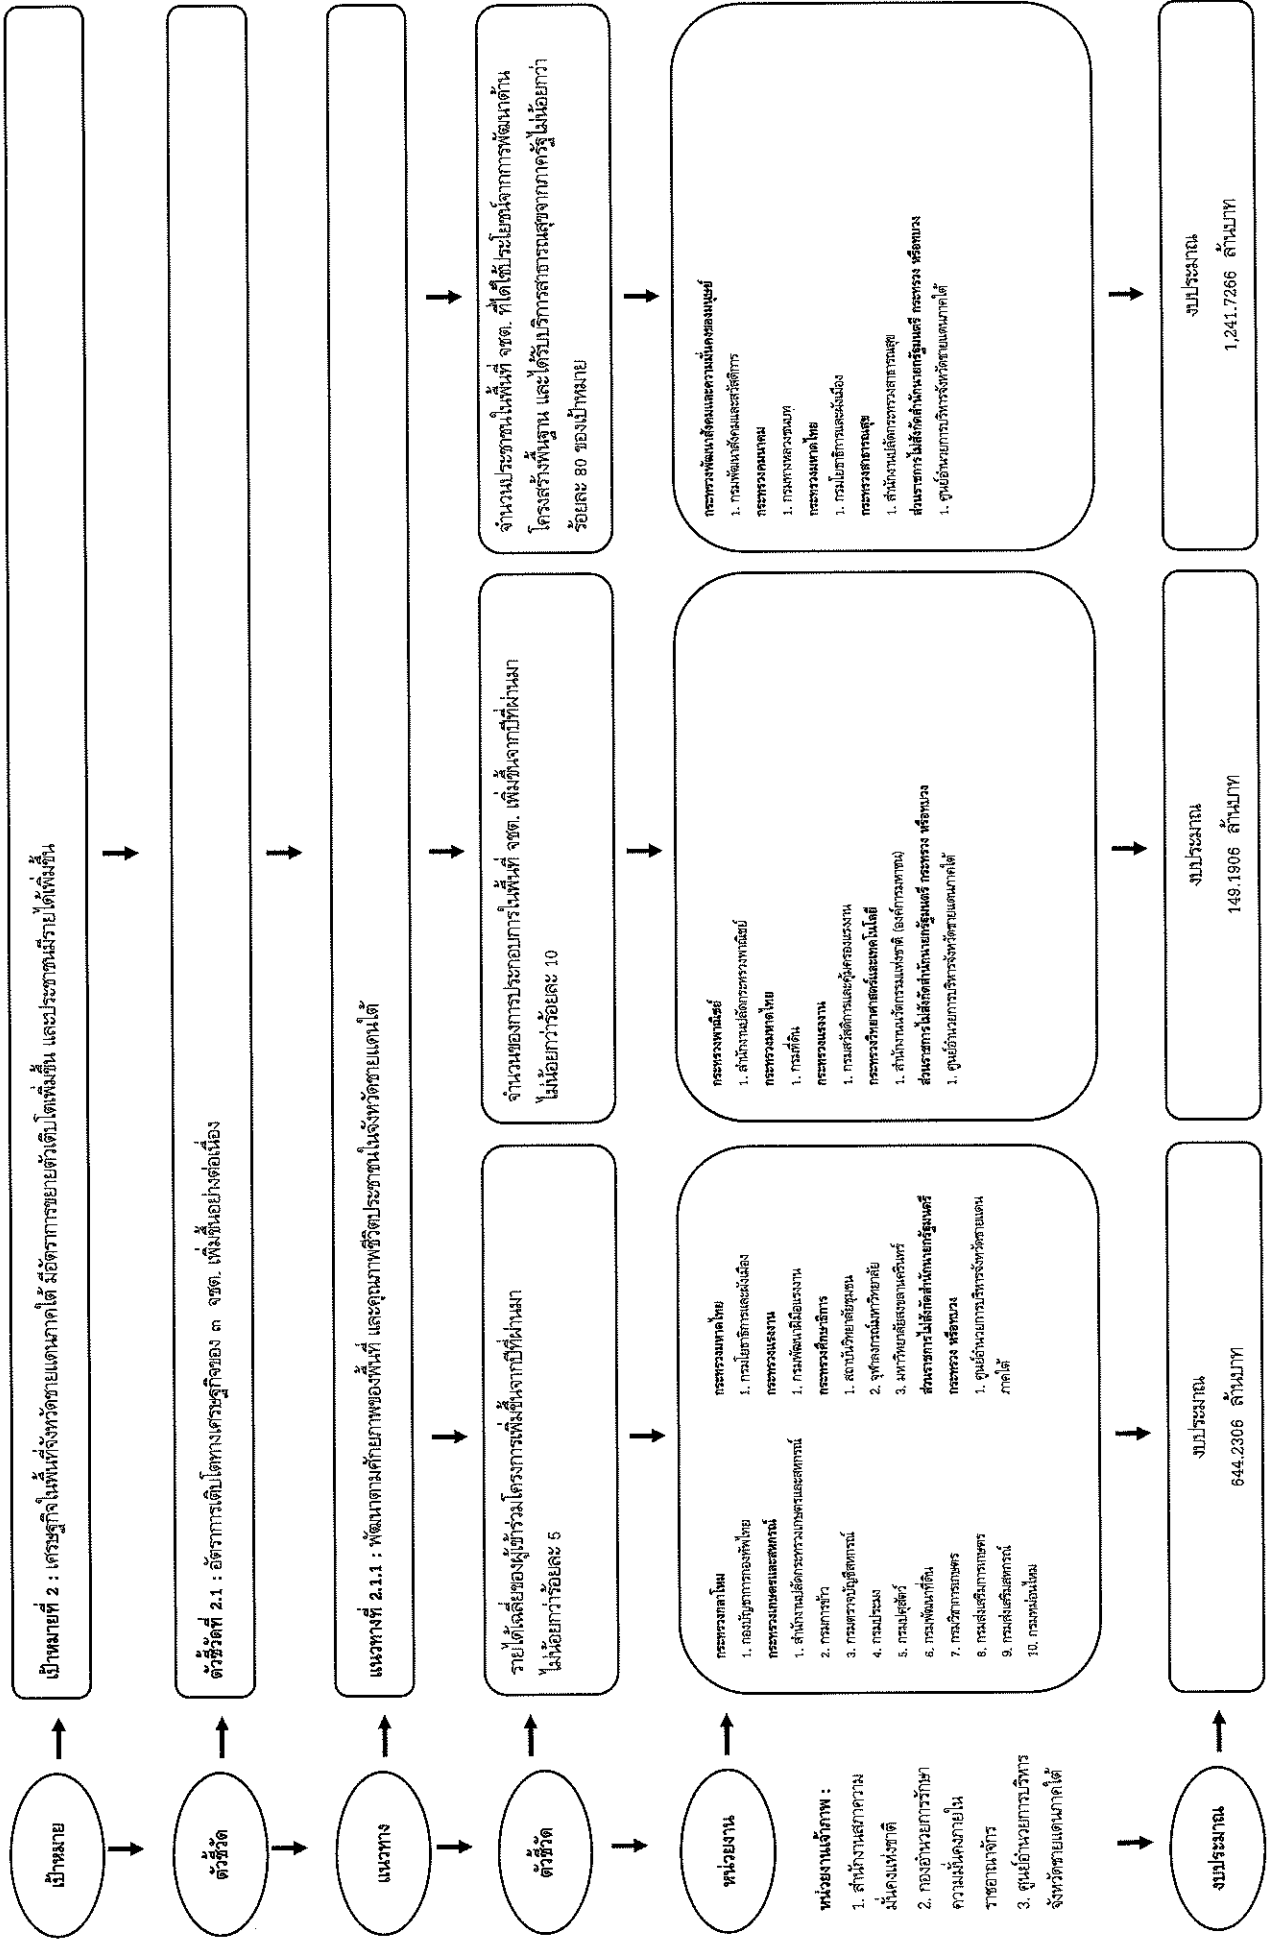 เป้าหมาย
เป้าหมายที่ 2 : เศรษฐกิจในพื้นที่จังหวัดชายแดนภาคใต้ มีอัตราการขยายตัวเติบโตเพิ่มขึ้น และประชาชนมีรายได้เพิ่มขึ้น
ตัวชี้วัด
ตัวชี้วัดที่ 2.1 : อัตราการเติบโตทางเศรษฐกิจของ ๓ จชต. เพิ่มขึ้นอย่างต่อเนื่อง
แนวทาง
แนวทางที่ 2.1.1 : พัฒนาตามศักยภาพของพื้นที่ และคุณภาพชีวิตประชาชนในจังหวัดชายแดนใต้
ตัวชี้วัด
รายได้เฉลี่ยของผู้เข้าร่วมโครงการเพิ่มขึ้นจากปีที่ผ่านมา
ไม่น้อยกว่าร้อยละ 5
จำนวนของการประกอบการในพื้นที่ จชต. เพิ่มขึ้นจากปีที่ผ่านมา
ไม่น้อยกว่าร้อยละ 10
จำนวนประชาชนในพื้นที่ จชต. ที่ได้ใช้ประโยชน์จากการพัฒนาด้าน
โครงสร้างพื้นฐาน และได้รับบริการสาธารณสุขจากภาครัฐไม่น้อยกว่า
ร้อยละ 80 ของเป้าหมาย
หน่วยงาน
หน่วยงานเจ้าภาพ :
1. สำนักงานสภาความ
มั่นคงแห่งชาติ
2. กองอำนวยการรักษา
ความมั่นคงภายใน
ราชอาณาจักร
3. ศูนย์อำนวยการบริหาร
จังหวัดชายแดนภาคใต้
กระทรวงกลาโหม
1. กองบัญชาการกองทัพไทย
กระทรวงเกษตรและสหกรณ์
1. สำนักงานปลัดกระทรวงเกษตรและสหกรณ์
2. กรมการข้าว
3. กรมตรวจบัญชีสหกรณ์
4. กรมประมง
5. กรมปศุสัตว์
6. กรมพัฒนาที่ดิน
7. กรมวิชาการเกษตร
8. กรมส่งเสริมการเกษตร
9. กรมส่งเสริมสหกรณ์
10. กรมหม่อนไหม
กระทรวงมหาดไทย
1. กรมโยธาธิการและผังเมือง
กระทรวงแรงงาน
1. กรมพัฒนาฝีมือแรงงาน
กระทรวงศึกษาธิการ
1. สถาบันวิทยาลัยชุมชน
2. จุฬาลงกรณ์มหาวิทยาลัย
3. มหาวิทยาลัยสงขลานครินทร์
ส่วนราชการไม่สังกัดสำนักนายกรัฐมนตรี
กระทรวง หรือทบวง
1. ศูนย์อำนวยการบริหารจังหวัดชายแดน
ภาคใต้
กระทรวงพาณิชย์
1. สำนักงานปลัดกระทรวงพาณิชย์
กระทรวงมหาดไทย
1. กรมที่ดิน
กระทรวงแรงงาน
1. กรมสวัสดิการและคุ้มครองแรงงาน
กระทรวงวิทยาศาสตร์และเทคโนโลยี
1. สำนักงานนวัตกรรมแห่งชาติ (องค์การมหาชน)
ส่วนราชการไม่สังกัดสำนักนายกรัฐมนตรี กระทรวง หรือทบวง
1. ศูนย์อำนวยการบริหารจังหวัดชายแดนภาคใต้
กระทรวงพัฒนาสังคมและความมั่นคงของมนุษย์
1. กรมพัฒนาสังคมและสวัสดิการ
กระทรวงคมนาคม
1. กรมทางหลวงชนบท
กระทรวงมหาดไทย
1. กรมโยธาธิการและผังเมือง
กระทรวงสาธารณสุข
1. สำนักงานปลัดกระทรวงสาธารณสุข
ส่วนราชการไม่สังกัดสำนักนายกรัฐมนตรี กระทรวง หรือทบวง
1. ศูนย์อำนวยการบริหารจังหวัดชายแดนภาคใต้
งบประมาณ
งบประมาณ
644.2306 ล้านบาท
งบประมาณ
149.1906 ล้านบาท
งบประมาณ
1,241.7266 ล้านบาท